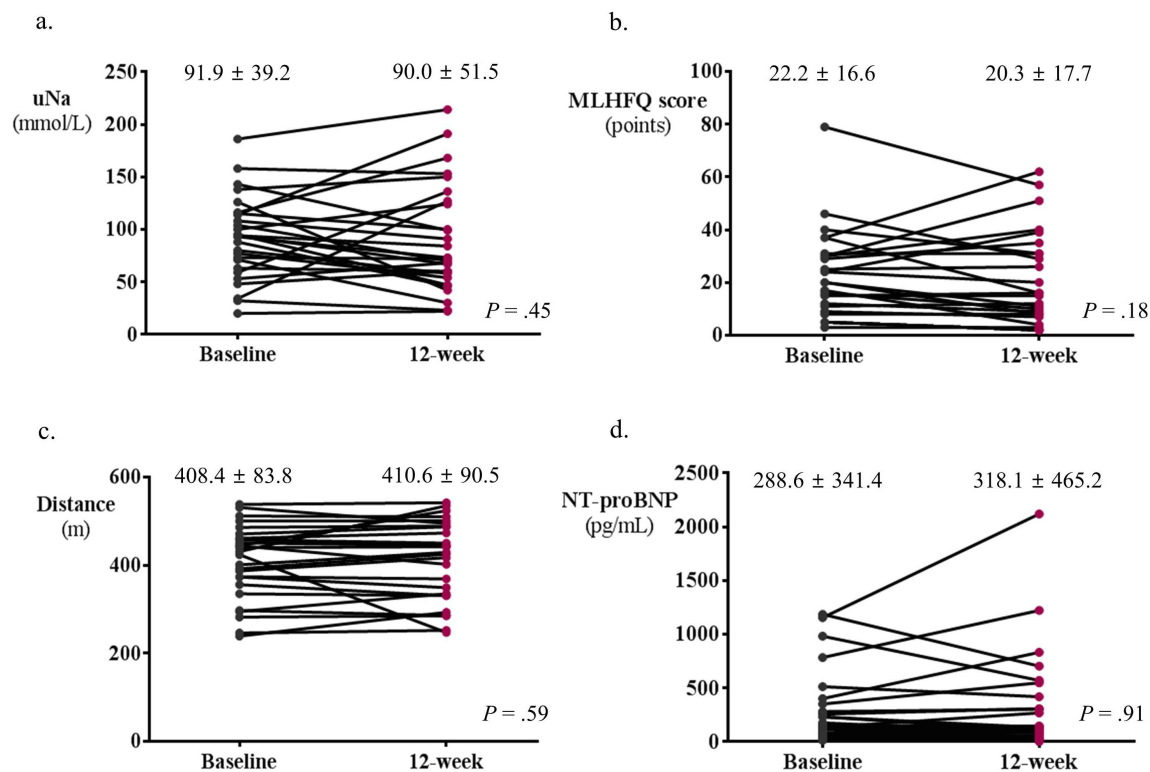 a.
91.9 ± 39.2
90.0 ± 51.5
uNa
(mmol/L)
250
200
150
100
50
0
P = .45
Baseline
12-week
b.
22.2 ± 16.6
20.3 ± 17.7
MLHFQ score
(points)
100
80
60
40
20
0
P = .18
Baseline
12-week
c.
408.4 ± 83.8
410.6 ± 90.5
Distance
(m)
600
400
200
0
P = .59
Baseline
12-week
d.
288.6 ± 341.4
318.1 ± 465.2
NT-proBNP
(pg/mL)
2500
2000
1500
1000
500
0
P = .91
Baseline
12-week